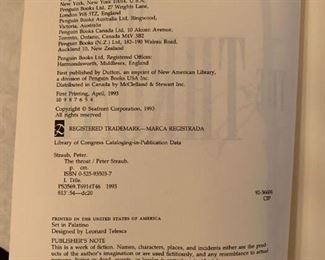 New York, New York 10014, U.S.A.
Penguin Books Ltd, 27 Wrights Lane,
London W8 5TZ, England
Penguin Books Australia Ltd, Ringwood,
Victoria, Australia
Penguin Books Canada Ltd, 10 Alcorn Avenue,
Toronto, Ontario, Canada M4V 3B2
Penguin Books (N.Z.) Ltd, 182-190 Wairau Road,
Auckland 10, New Zealand
Penguin Books Ltd, Registered Offices:
Harmondsworth, Middlesex, England
First published by Dutton, an imprint of New American Library,
a division of Penguin Books USA Inc.
Distributed in Canada by McClelland & Stewart Inc.
First Printing, April, 1993
10 9 8 7 6 5 4
Copyright © Seafront Corporation, 1993
All rights reserved
REGISTERED TRADEMARK—MARCA REGISTRADA
Library of Congress Cataloging-in-Publication Data
Straub, Peter.
The throat / Peter Straub.
p. cm.
ISBN 0-525-93503-7
I. Title.
PS3569.T6914T46 1993
813'.54—dc20
CIP
PRINTED IN THE UNITED STATES OF AMERICA
Set in Palatino
Designed by Leonard Telesca
PUBLISHER'S NOTE
This is a work of fiction. Names, characters, places, and incidents either are the prod-
ucts of the author's imagination or are used fictitiously, and any resemblance to actual